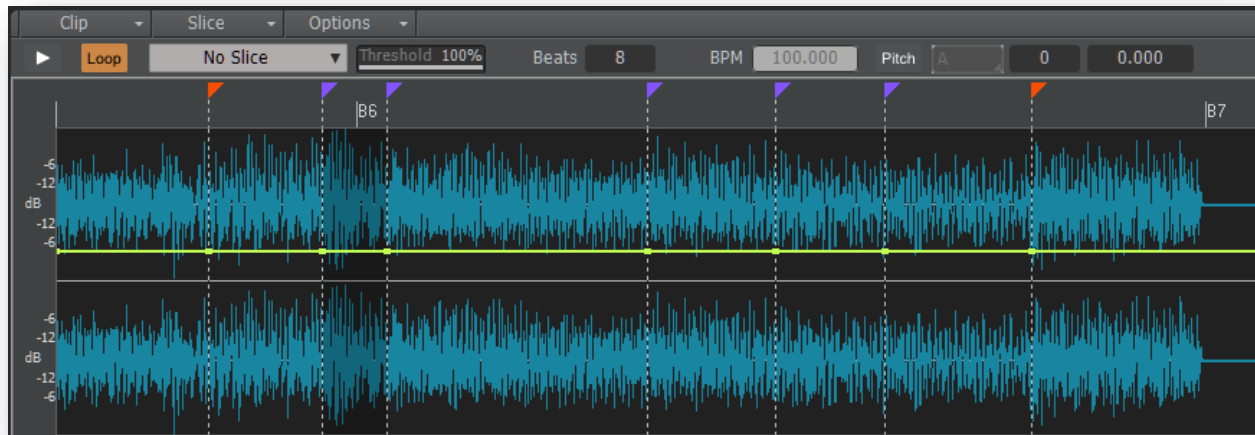 Clip Slice Options
Loop No Slice Threshold 100% Beats 8 BPM 100.000 Pitch A 0 0.000
B6 B7
-6
-12
dB
-12
-6
-6
-12
dB
-12
-6